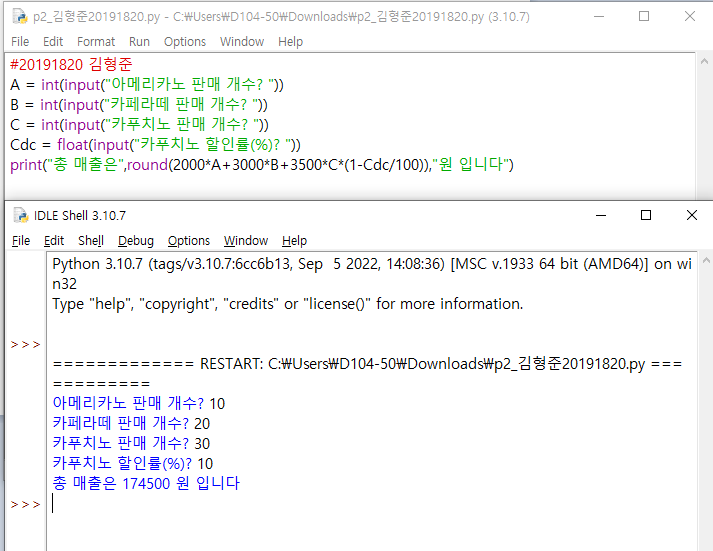 p2_김형준20191820.py - C:₩Users₩D104-50₩Downloads₩p2_김형준20191820.py (3.10.7)
File Edit Format Run Options Window Help
#20191820 김형준
A = int(input("아메리카노 판매 개수? "))
B = int(input("카페라떼 판매 개수? "))
C = int(input("카푸치노 판매 개수? "))
Cdc = float(input("카푸치노 할인률(%)? "))
print("총 매출은",round(2000*A+3000*B+3500*C*(1-Cdc/100)),"원 입니다")
IDLE Shell 3.10.7
File Edit Shell Debug Options Window Help
Python 3.10.7 (tags/v3.10.7:6cc6b13, Sep  5 2022, 14:08:36) [MSC v.1933 64 bit (AMD64)] on wi
n32
Type "help", "copyright", "credits" or "license()" for more information.
>>>
============= RESTART: C:₩Users₩D104-50₩Downloads₩p2_김형준20191820.py ===
==========
아메리카노 판매 개수? 10
카페라떼 판매 개수? 20
카푸치노 판매 개수? 30
카푸치노 할인률(%)? 10
총 매출은 174500 원 입니다
>>>